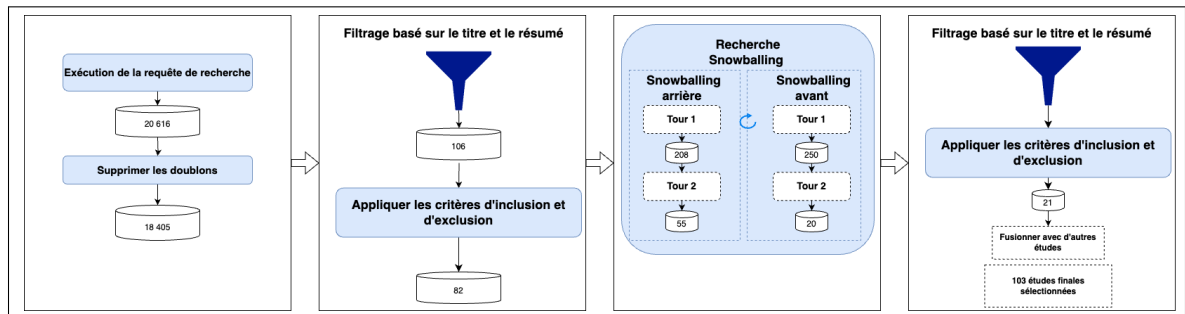 Exécution de la requête de recherche
20 616
Supprimer les doublons
18 405
Filtrage basé sur le titre et le résumé
106
Appliquer les critères d'inclusion et
d'exclusion
82
Recherche
Snowballing
Snowballing
arrière
Tour 1
208
Tour 2
55
Snowballing
avant
Tour 1
250
Tour 2
20
Filtrage basé sur le titre et le résumé
Appliquer les critères d'inclusion et
d'exclusion
21
Fusionner avec d'autres
études
103 études finales
sélectionnées